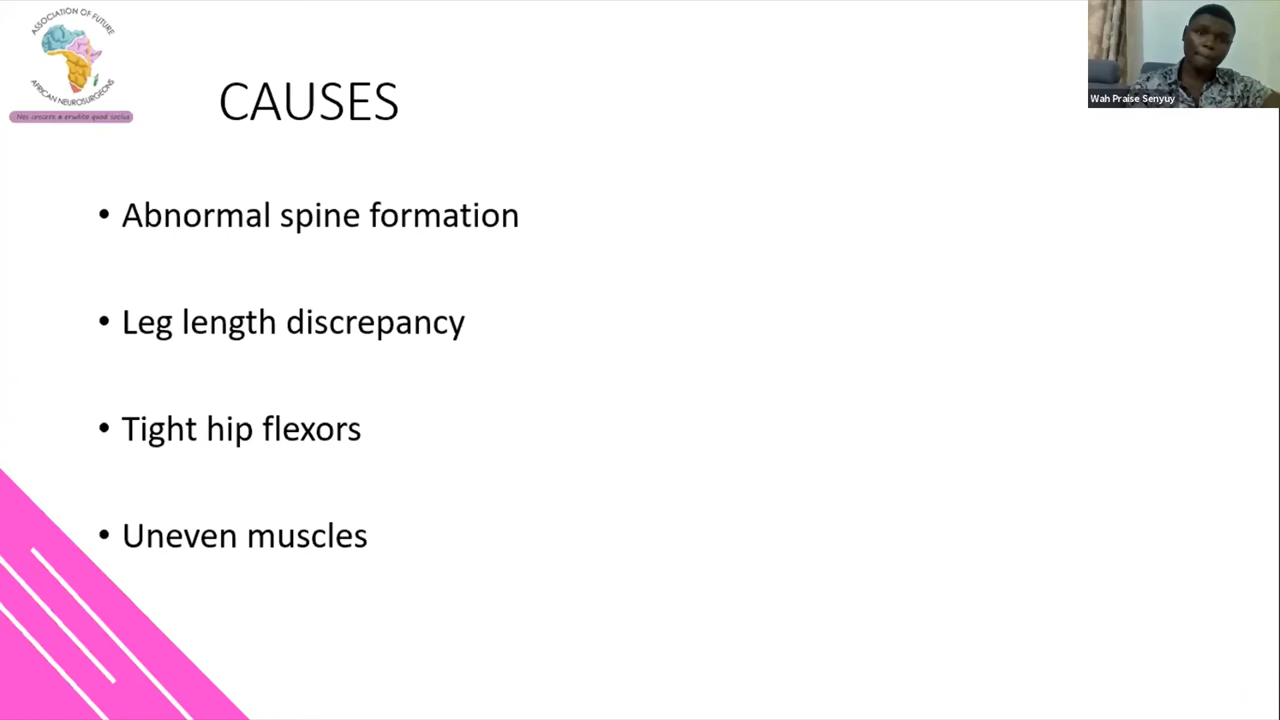 ASSOCIATION OF FUTURE
AFRICAN NEUROSURGEONS
CAUSES
Wah Praise Senyuy
• Abnormal spine formation
• Leg length discrepancy
• Tight hip flexors
• Uneven muscles